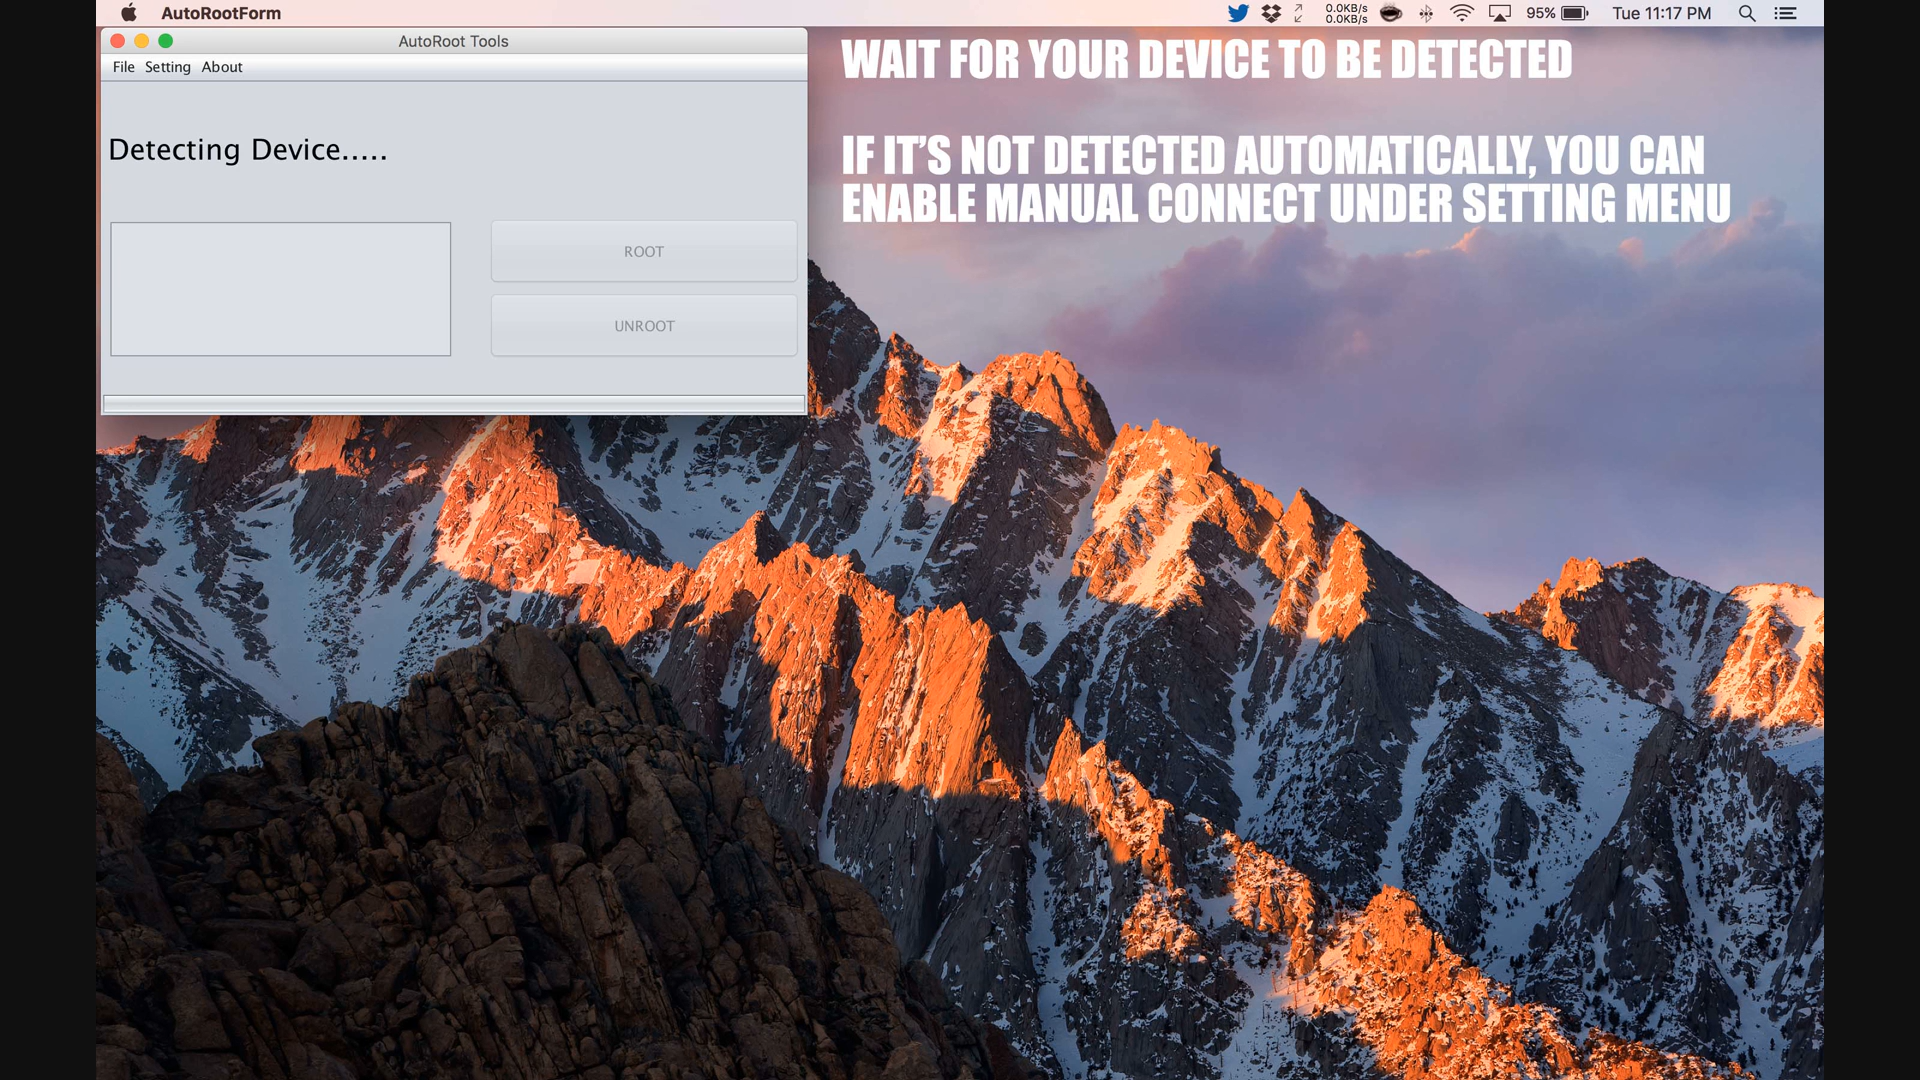 AutoRootForm
0.0KB/s
0.0KB/s
95%
Tue 11:17 PM
AutoRoot Tools
File Setting About
Detecting Device.....
ROOT
UNROOT
WAIT FOR YOUR DEVICE TO BE DETECTED
IF IT'S NOT DETECTED AUTOMATICALLY, YOU CAN
ENABLE MANUAL CONNECT UNDER SETTING MENU